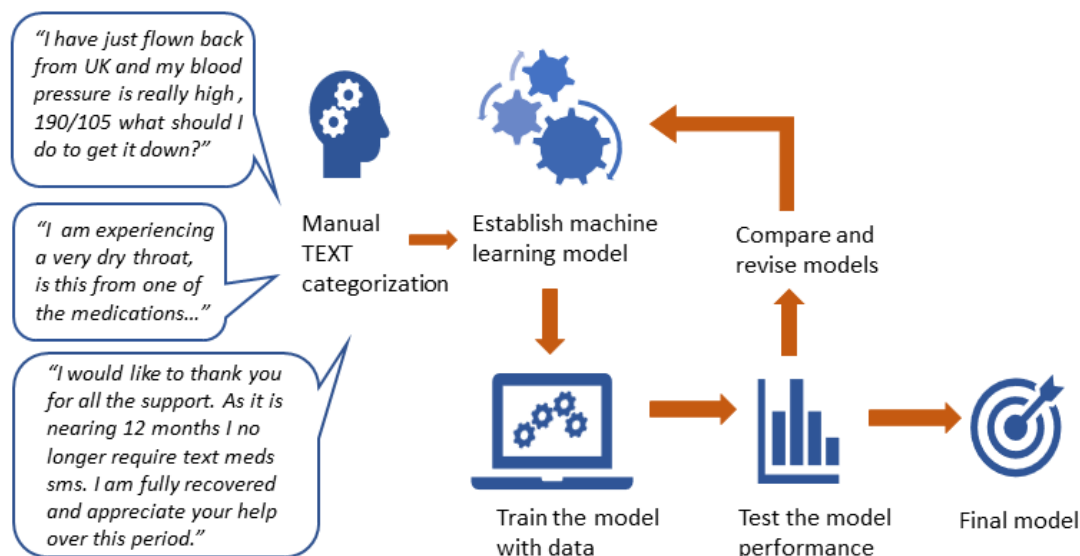 “I have just flown back
from UK and my blood
pressure is really high ,
190/105 what should I
do to get it down?”
“I am experiencing
a very dry throat,
is this from one of
the medications...”
“I would like to thank you
for all the support. As it is
nearing 12 months I no
longer require text meds
sms. I am fully recovered
and appreciate your help
over this period.”
Manual
TEXT
categorization
Establish machine
learning model
Compare and
revise models
Train the model
with data
Test the model
performance
Final model